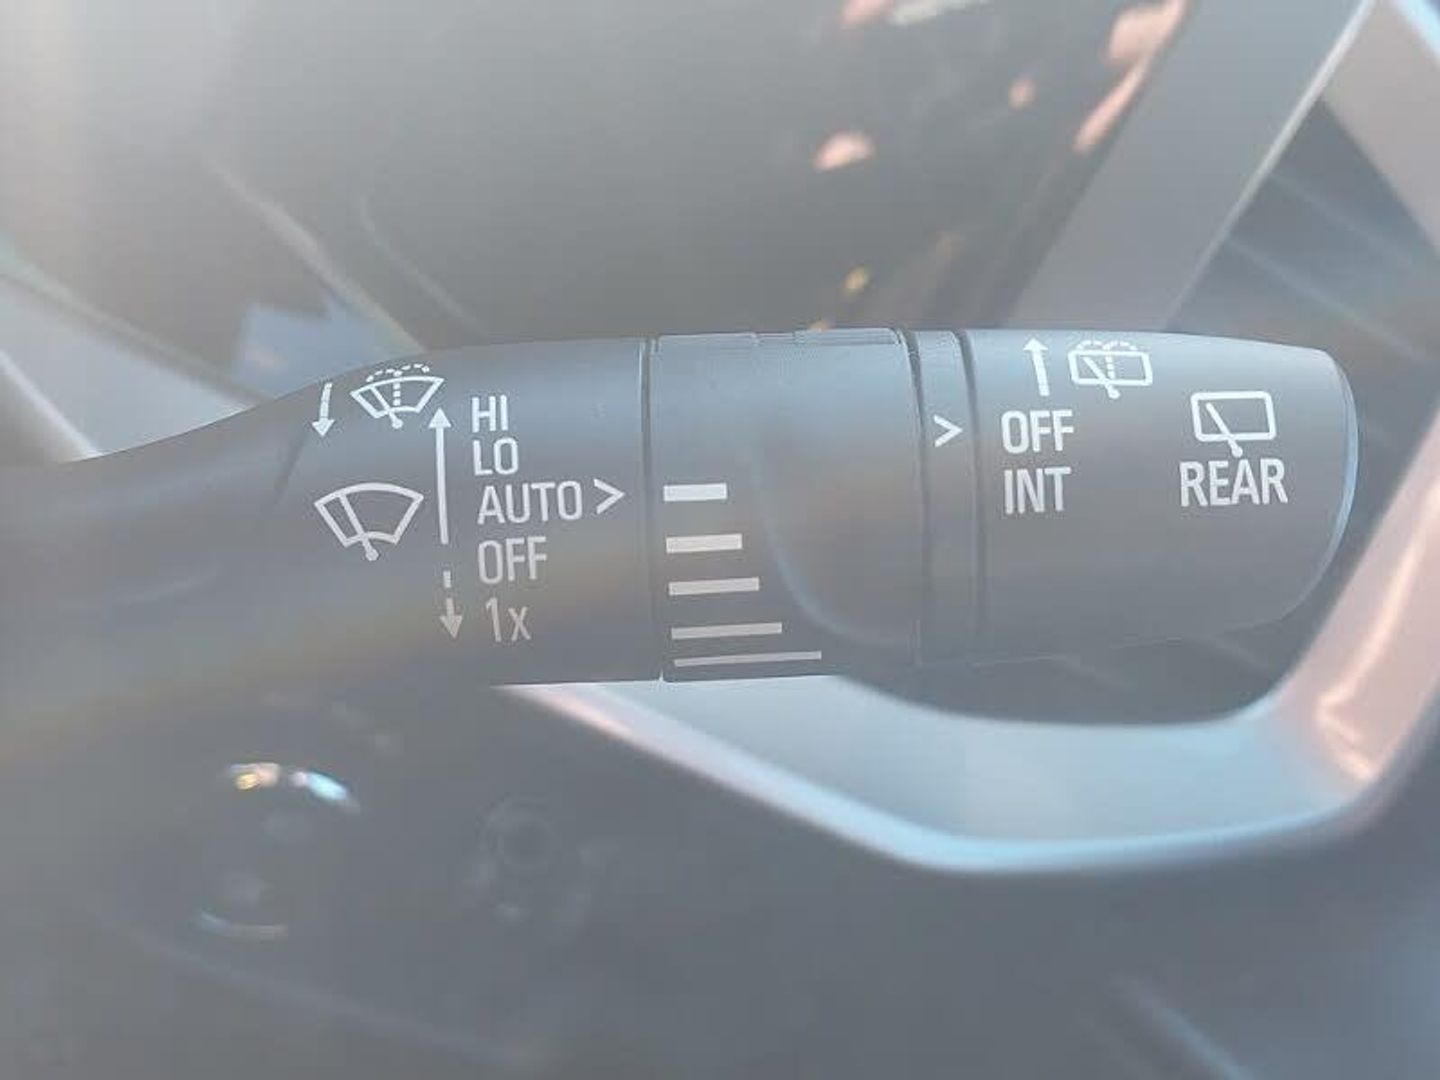 HI
LO
AUTO >
OFF
1x
>
OFF
INT
REAR